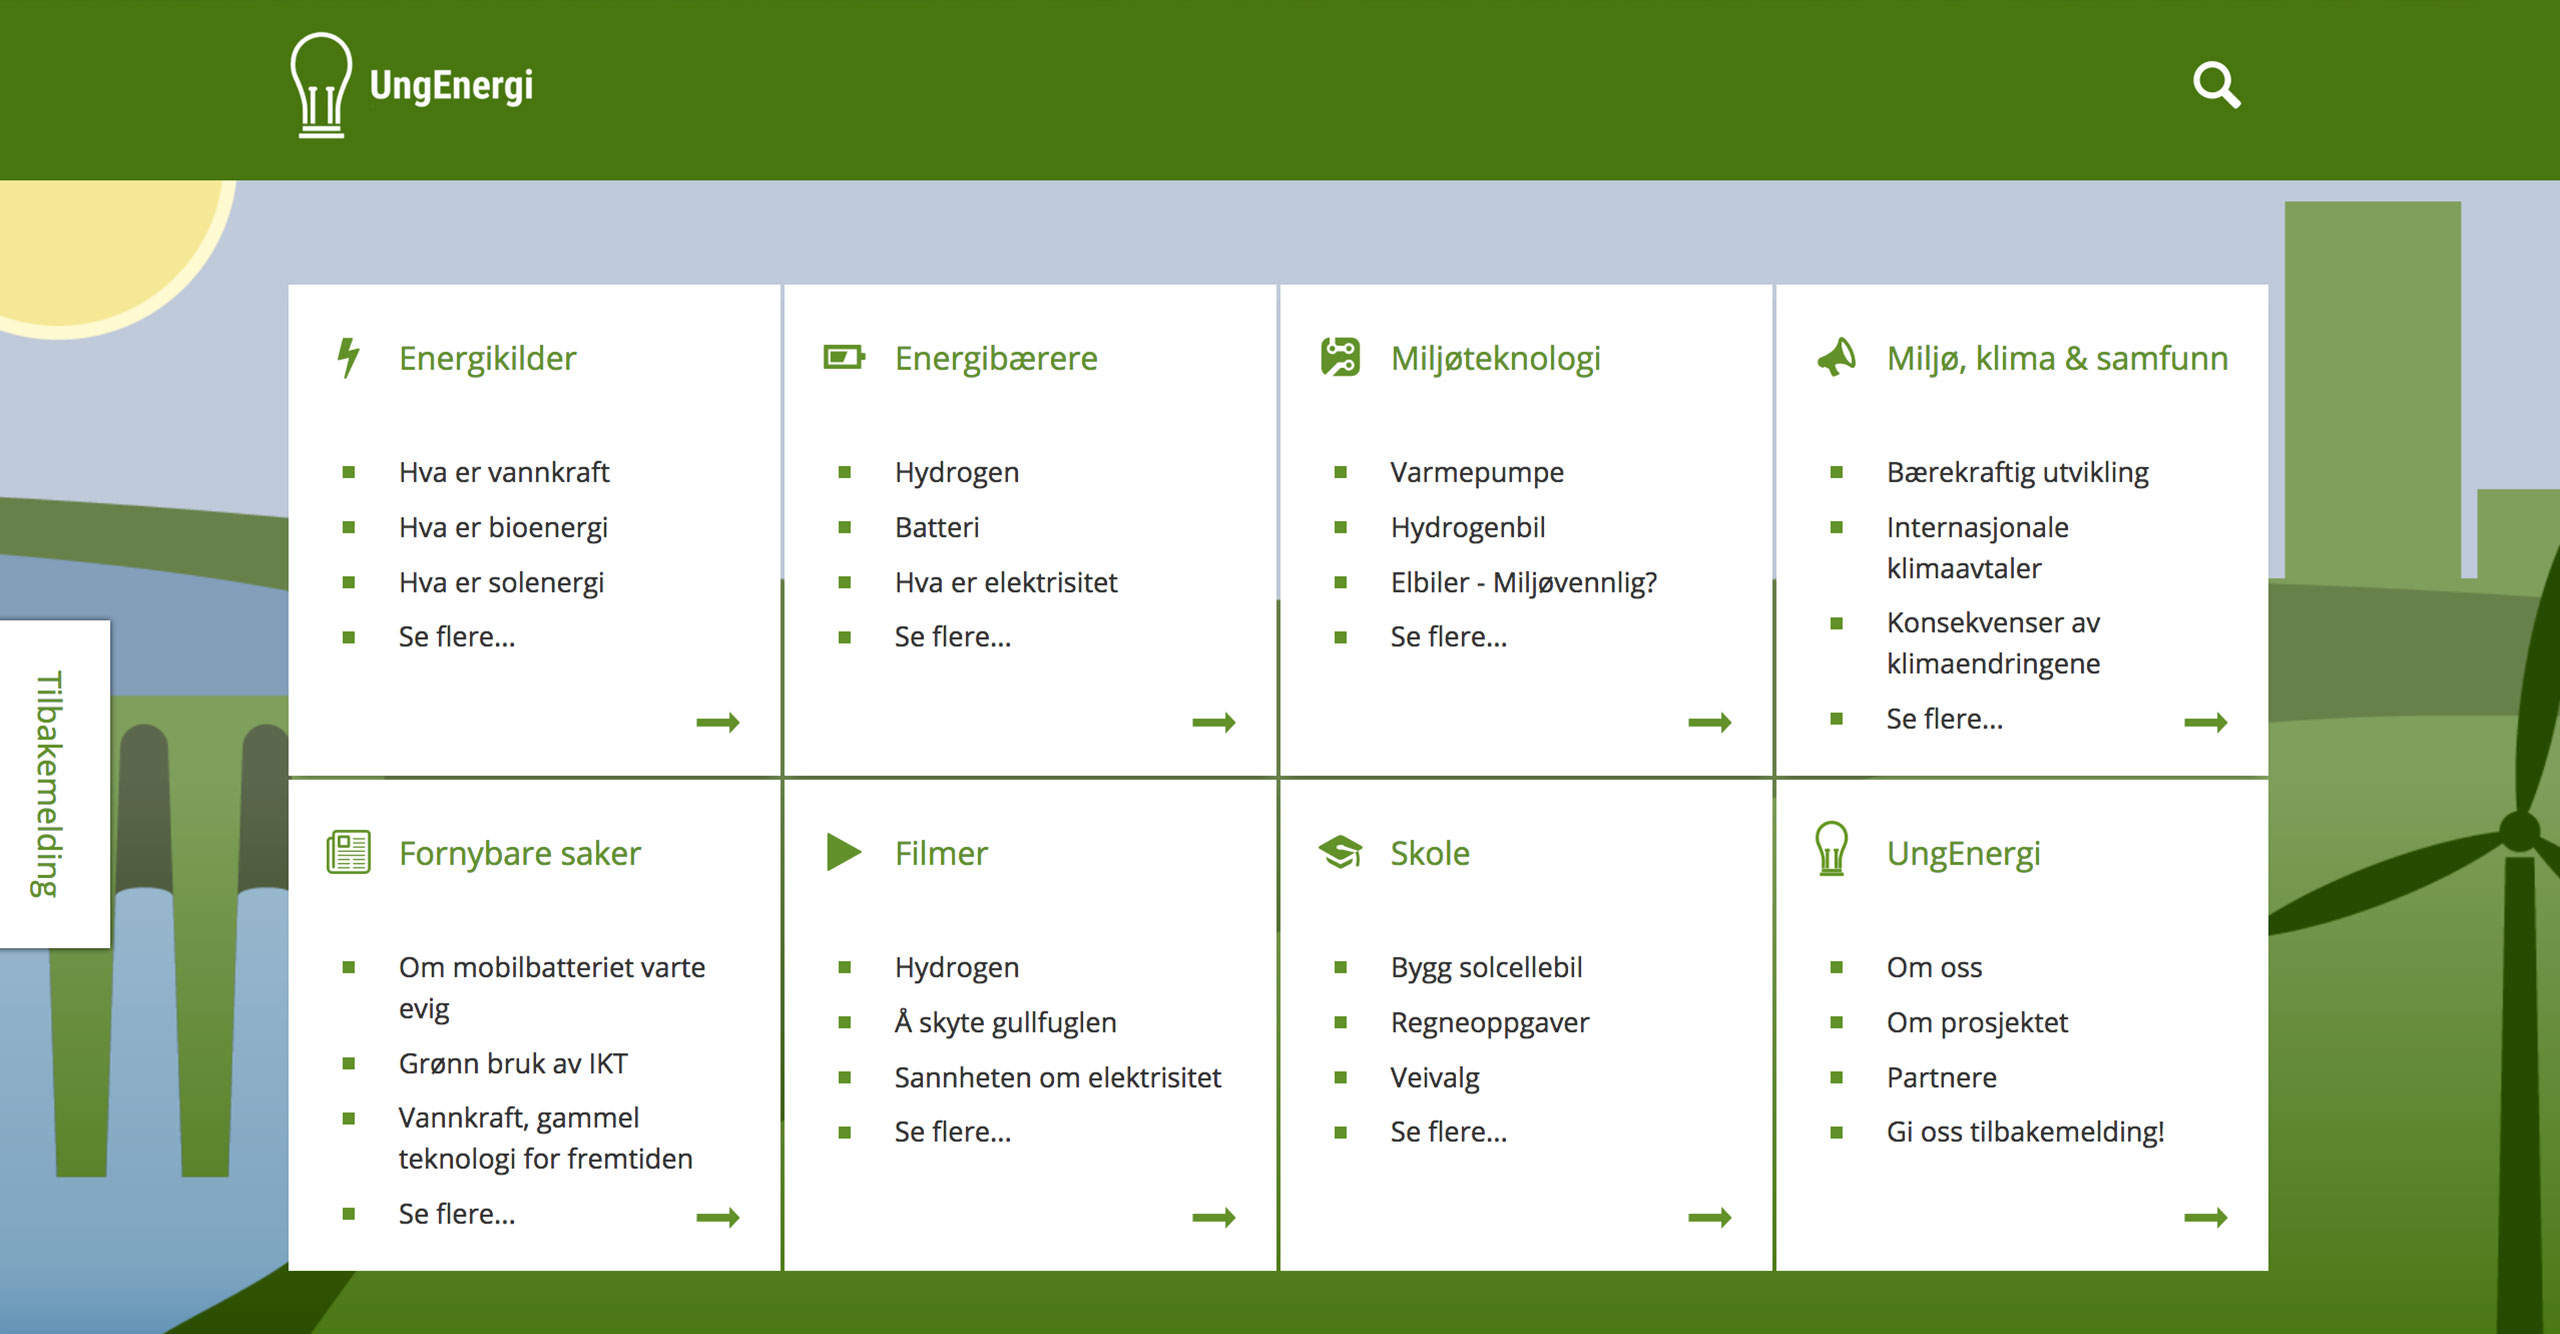 UngEnergi
Energikilder
Hva er vannkraft
Hva er bioenergi
Hva er solenergi
Se flere...
Energibærere
Hydrogen
Batteri
Hva er elektrisitet
Se flere...
Miljøteknologi
Varmepumpe
Hydrogenbil
Elbiler - Miljøvennlig?
Se flere...
Miljø, klima & samfunn
Bærekraftig utvikling
Internasjonale
klimaavtaler
Konsekvenser av
klimaendringene
Se flere...
Tilbakemelding
Fornybare saker
Om mobilbatteriet varte
evig
Grønn bruk av IKT
Vannkraft, gammel
teknologi for fremtiden
Se flere...
Filmer
Hydrogen
Å skyte gullfuglen
Sannheten om elektrisitet
Se flere...
Skole
Bygg solcellebil
Regneoppgaver
Veivalg
Se flere...
UngEnergi
Om oss
Om prosjektet
Partnere
Gi oss tilbakemelding!